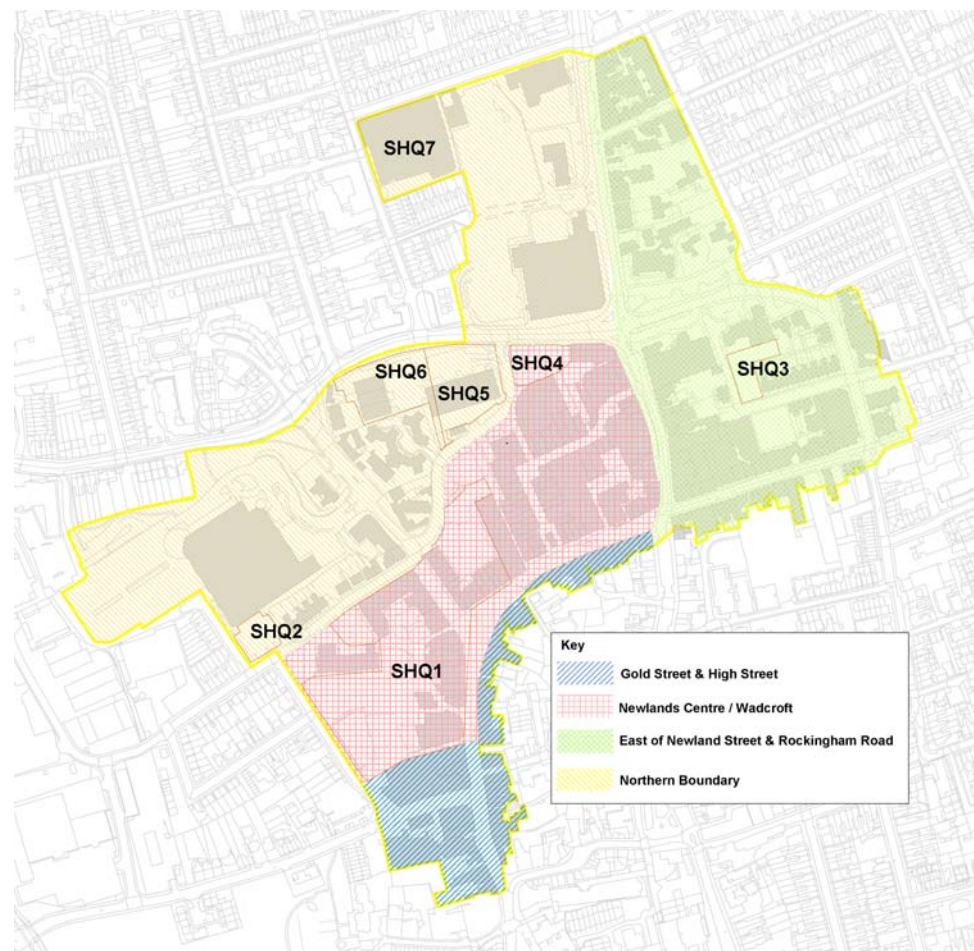 SHQ7
SHQ4
SHQ6
SHQ3
SHQ5
SHQ2
SHQ1
Key
Gold Street & High Street
Newlands Centre / Wadcroft
East of Newland Street & Rockingham Road
Northern Boundary